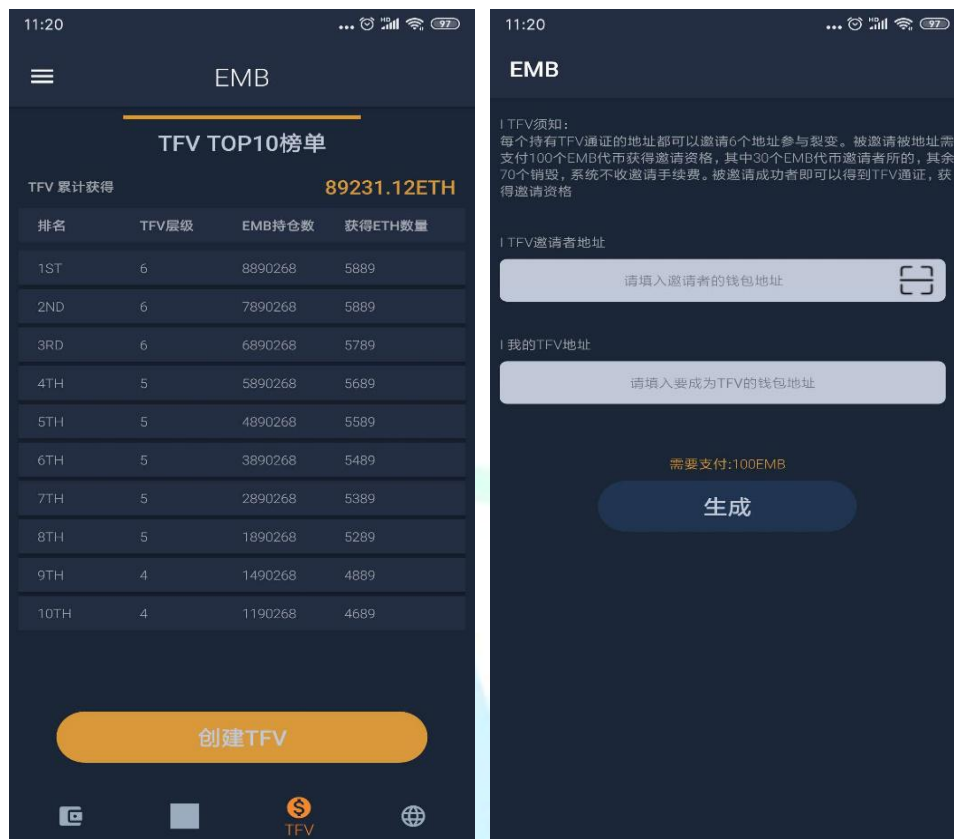 11:20
97
EMB
TFV TOP10榜单
TFV 累计获得 89231.12ETH
排名 TFV层级 EMB持仓数 获得ETH数量
1ST 6 8890268 5889
2ND 6 7890268 5889
3RD 6 6890268 5789
4TH 5 5890268 5689
5TH 5 4890268 5589
6TH 5 3890268 5489
7TH 5 2890268 5389
8TH 5 1890268 5289
9TH 4 1490268 4889
10TH 4 1190268 4689
创建TFV
TFV
11:20
97
EMB
I TFV须知：
每个持有TFV通证的地址都可以邀请6个地址参与裂变。被邀请被地址需
支付100个EMB代币获得邀请资格，其中30个EMB代币邀请者所的，其余
70个销毁，系统不收邀请手续费。被邀请成功者即可以得到TFV通证，获
得邀请资格
I TFV邀请者地址
请填入邀请者的钱包地址
I 我的TFV地址
请填入要成为TFV的钱包地址
需要支付:100EMB
生成